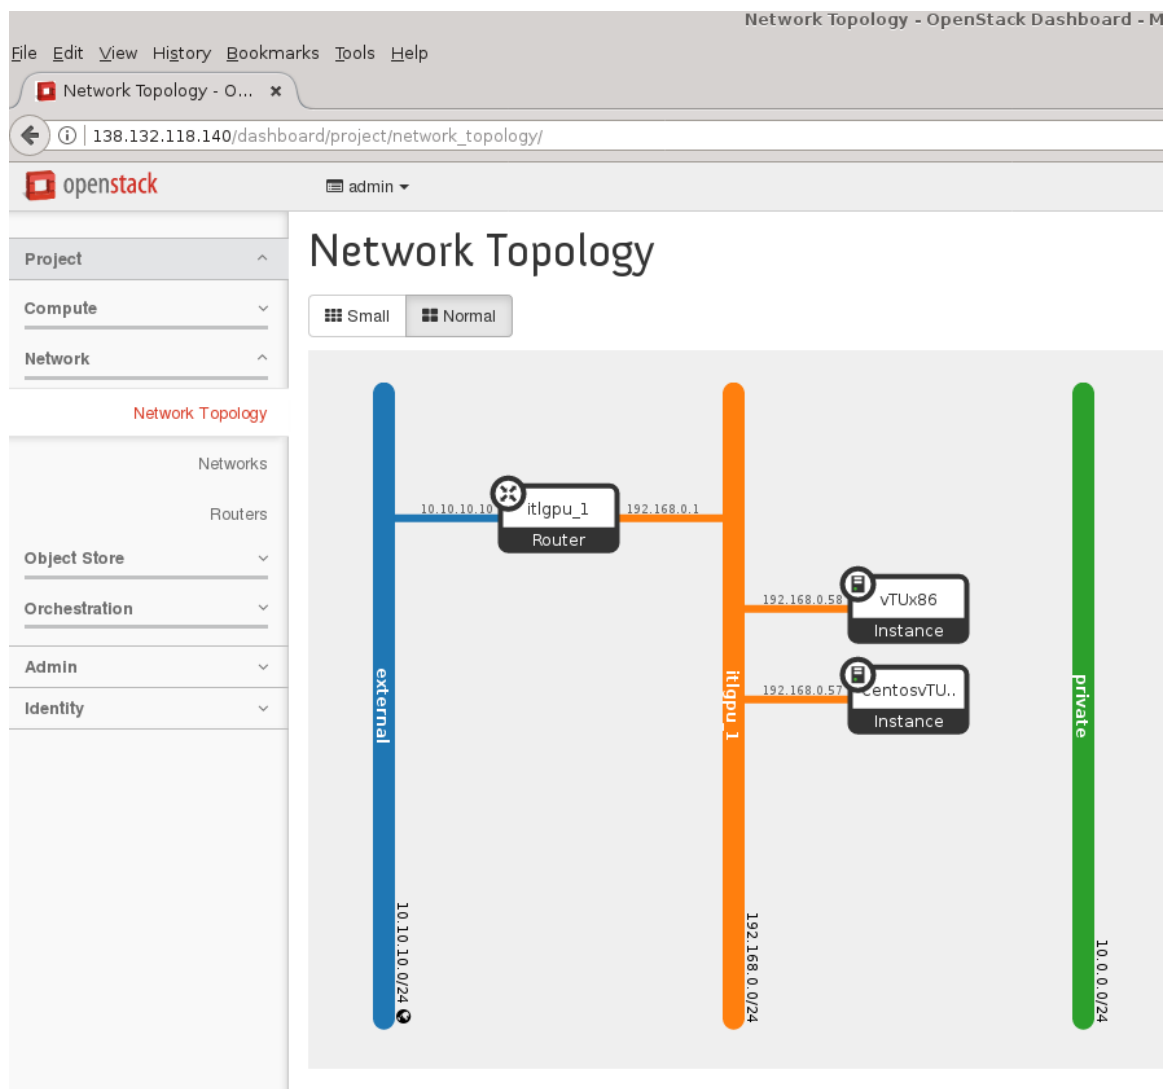 Network Topology - OpenStack Dashboard - M
File Edit View History Bookmarks Tools Help
Network Topology - O... ×
138.132.118.140/dashboard/project/network_topology/
openstack
admin
Project
Compute
Network
Network Topology
Networks
Routers
Object Store
Orchestration
Admin
Identity
Network Topology
Small Normal
10.10.10.10
itlgpu_1
Router
192.168.0.1
192.168.0.58
vTUx86
Instance
192.168.0.57
centosvTU..
Instance
external
10.10.10.0/24
itlgpu_1
192.168.0.0/24
private
10.0.0.0/24